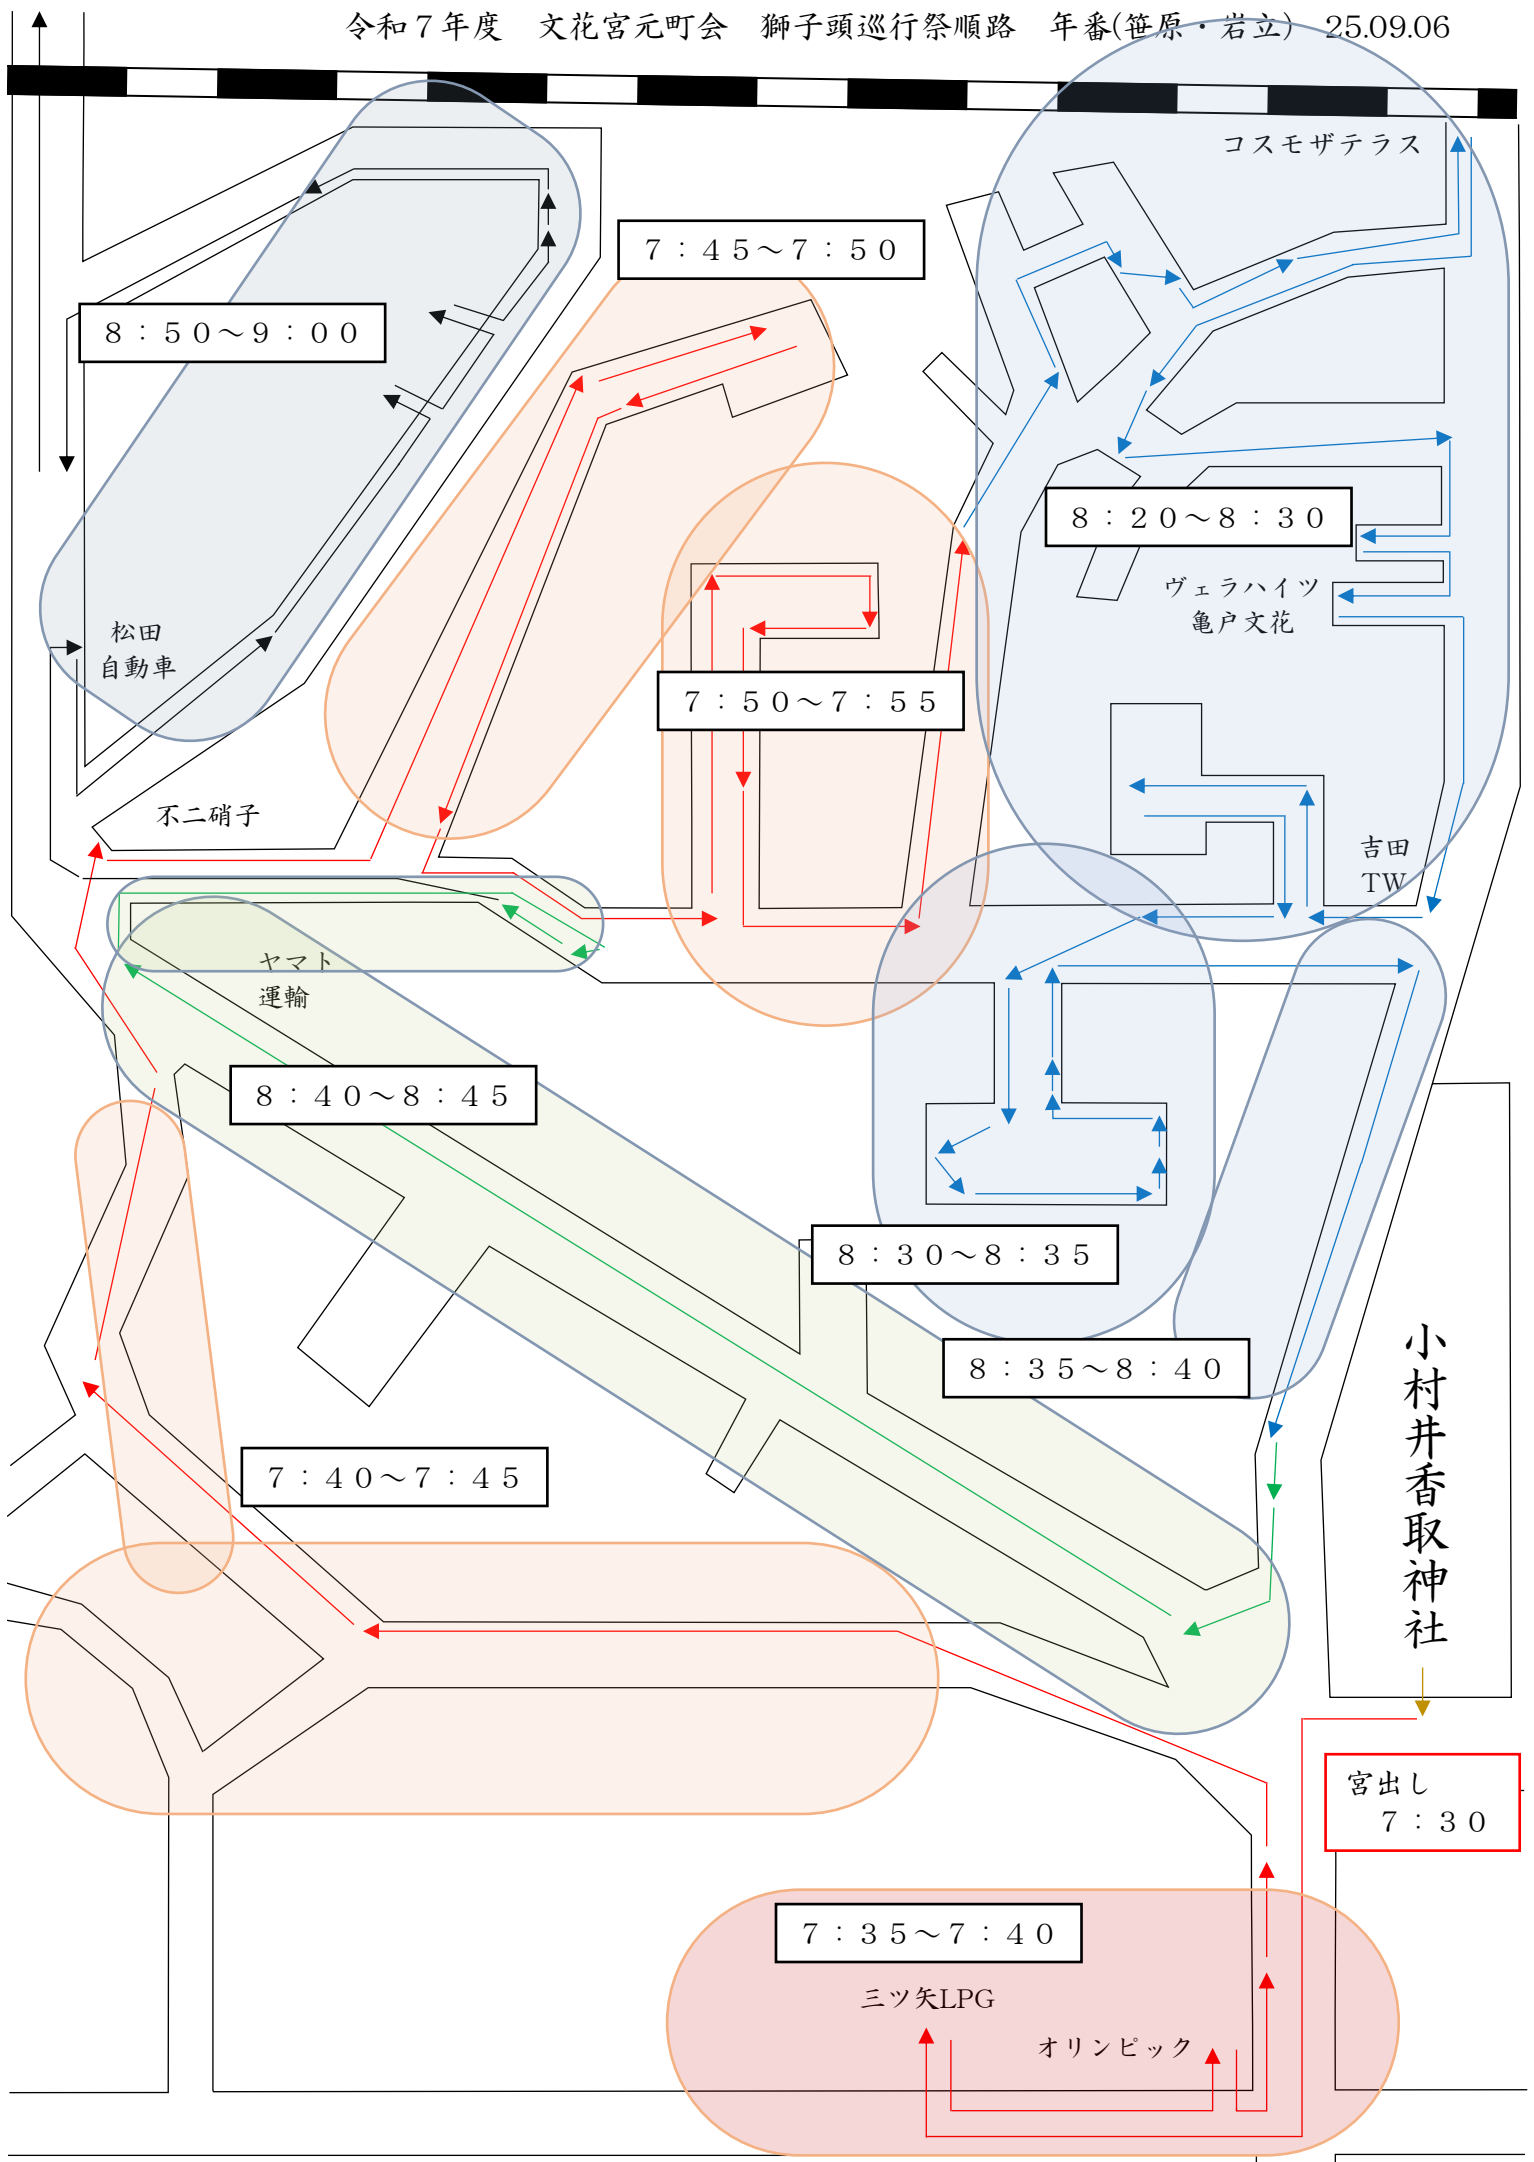 令和７年度　文花宮元町会　獅子頭巡行祭順路　年番(笹原・岩立)　25.09.06
コスモザテラス
７：４５～７：５０
８：５０～９：００
８：２０～８：３０
ヴェラハイツ
亀戸文花
松田
自動車
７：５０～７：５５
不二硝子
吉田
TW
ヤマト
運輸
８：４０～８：４５
８：３０～８：３５
８：３５～８：４０
小村井香取神社
７：４０～７：４５
宮出し
７：３０
７：３５～７：４０
三ツ矢LPG
オリンピック